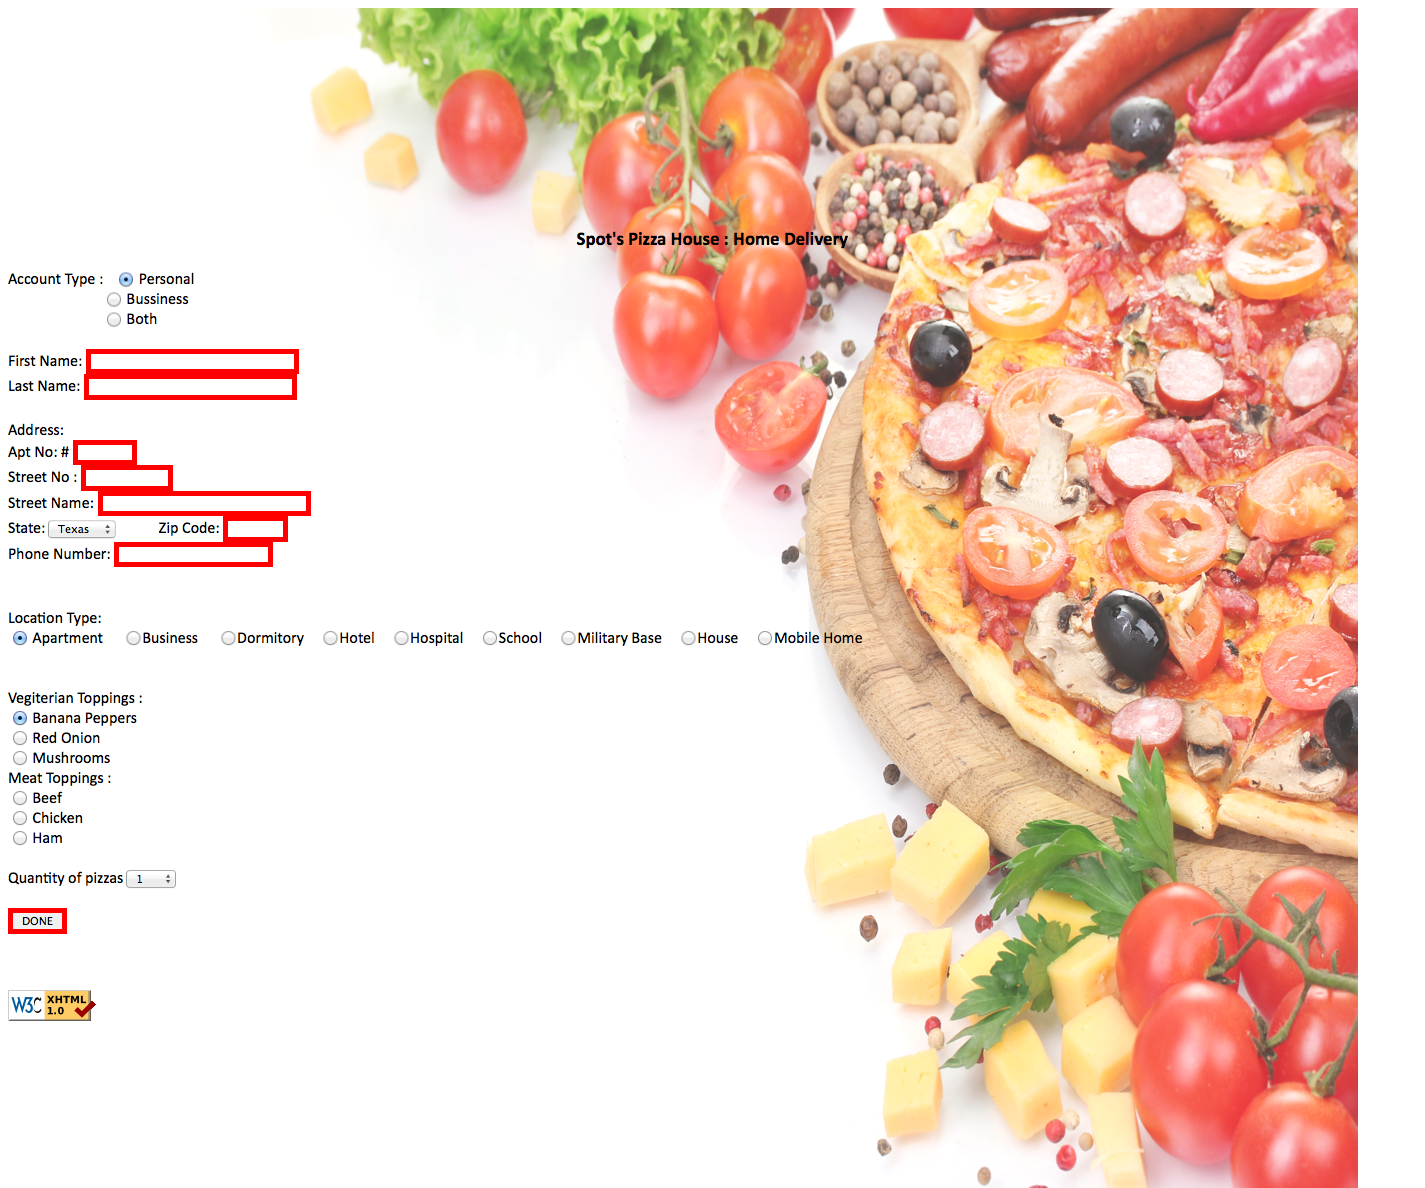 Spot's Pizza House : Home Delivery
Account Type : Personal
Bussiness
Both
First Name:
Last Name:
Address:
Apt No: #
Street No :
Street Name:
State: Texas Zip Code:
Phone Number:
Location Type:
Apartment Business Dormitory Hotel Hospital School Military Base House Mobile Home
Vegiterian Toppings :
Banana Peppers
Red Onion
Mushrooms
Meat Toppings :
Beef
Chicken
Ham
Quantity of pizzas 1
DONE
W3C XHTML
1.0